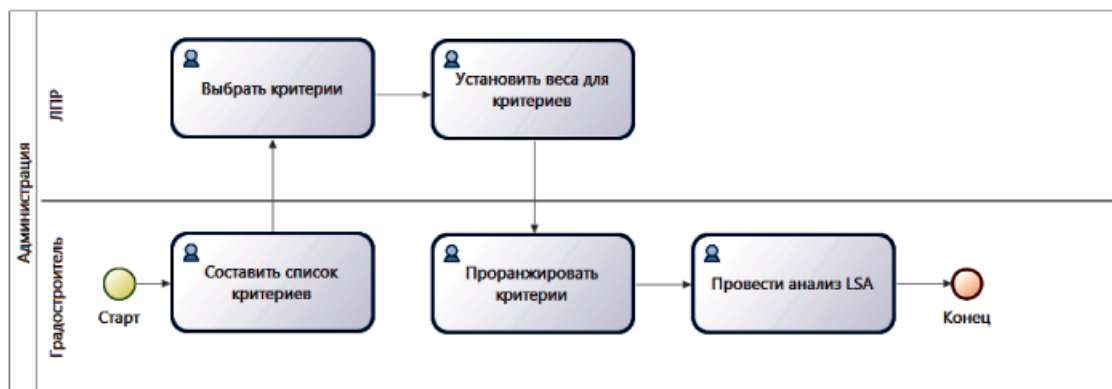 Администрация
ЛПР
Выбрать критерии
Установить веса для
критериев
Градостроитель
Старт
Составить список
критериев
Проранжировать
критерии
Провести анализ LSA
Конец